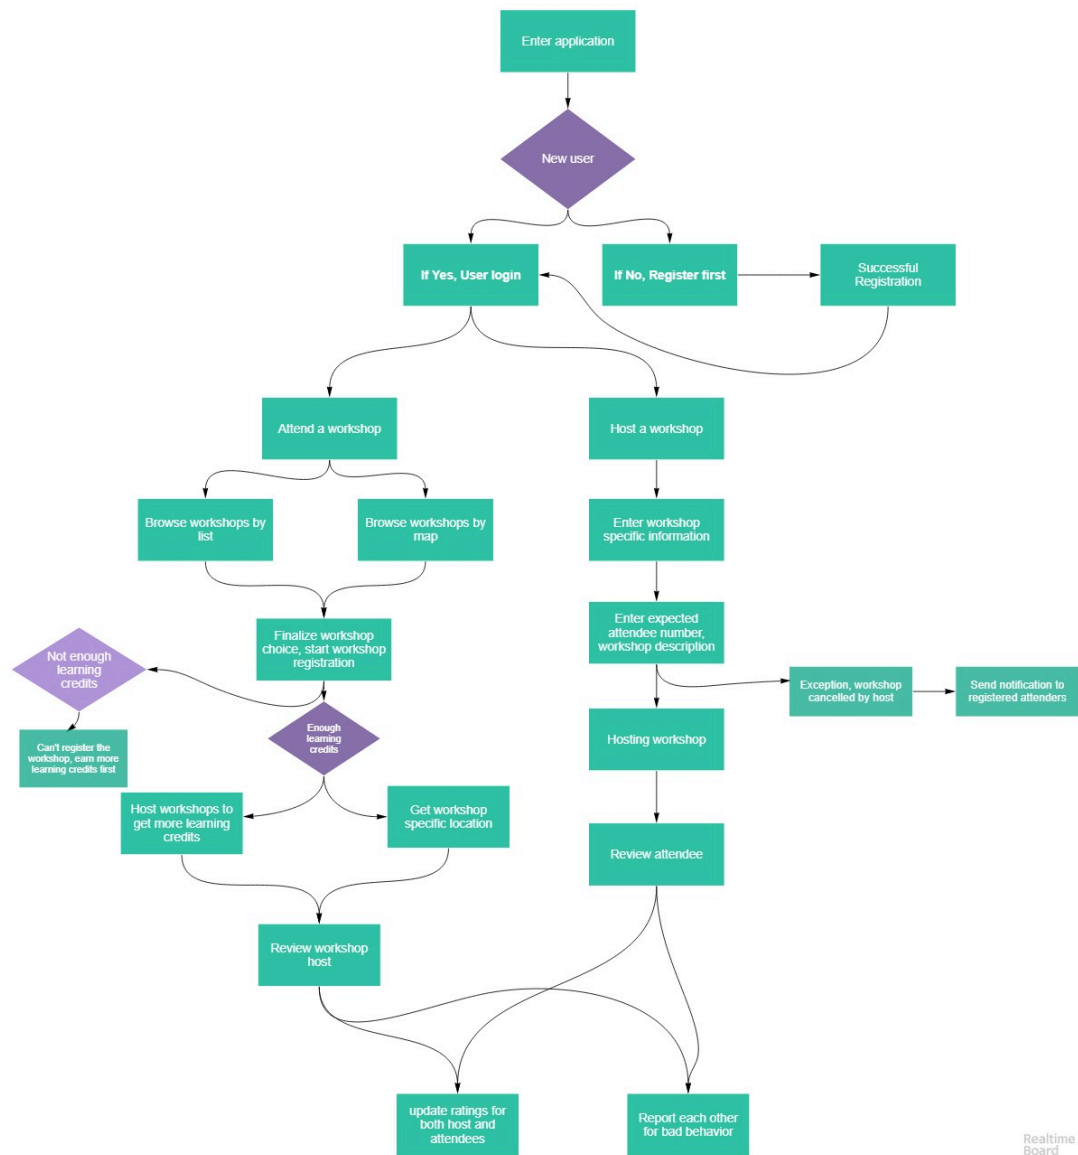 Enter application
New user
If Yes, User login
If No, Register first
Successful
Registration
Attend a workshop
Host a workshop
Browse workshops by
list
Browse workshops by
map
Enter workshop
specific information
Finalize workshop
choice, start workshop
registration
Enter expected
attendee number,
workshop description
Not enough
learning
credits
Exception, workshop
cancelled by host
Send notification to
registered attenders
Enough
learning
credits
Hosting workshop
Can't register the
workshop, earn more
learning credits first
Host workshops to
get more learning
credits
Get workshop
specific location
Review attendee
Review workshop
host
update ratings for
both host and
attendees
Report each other
for bad behavior
Realtime
Board